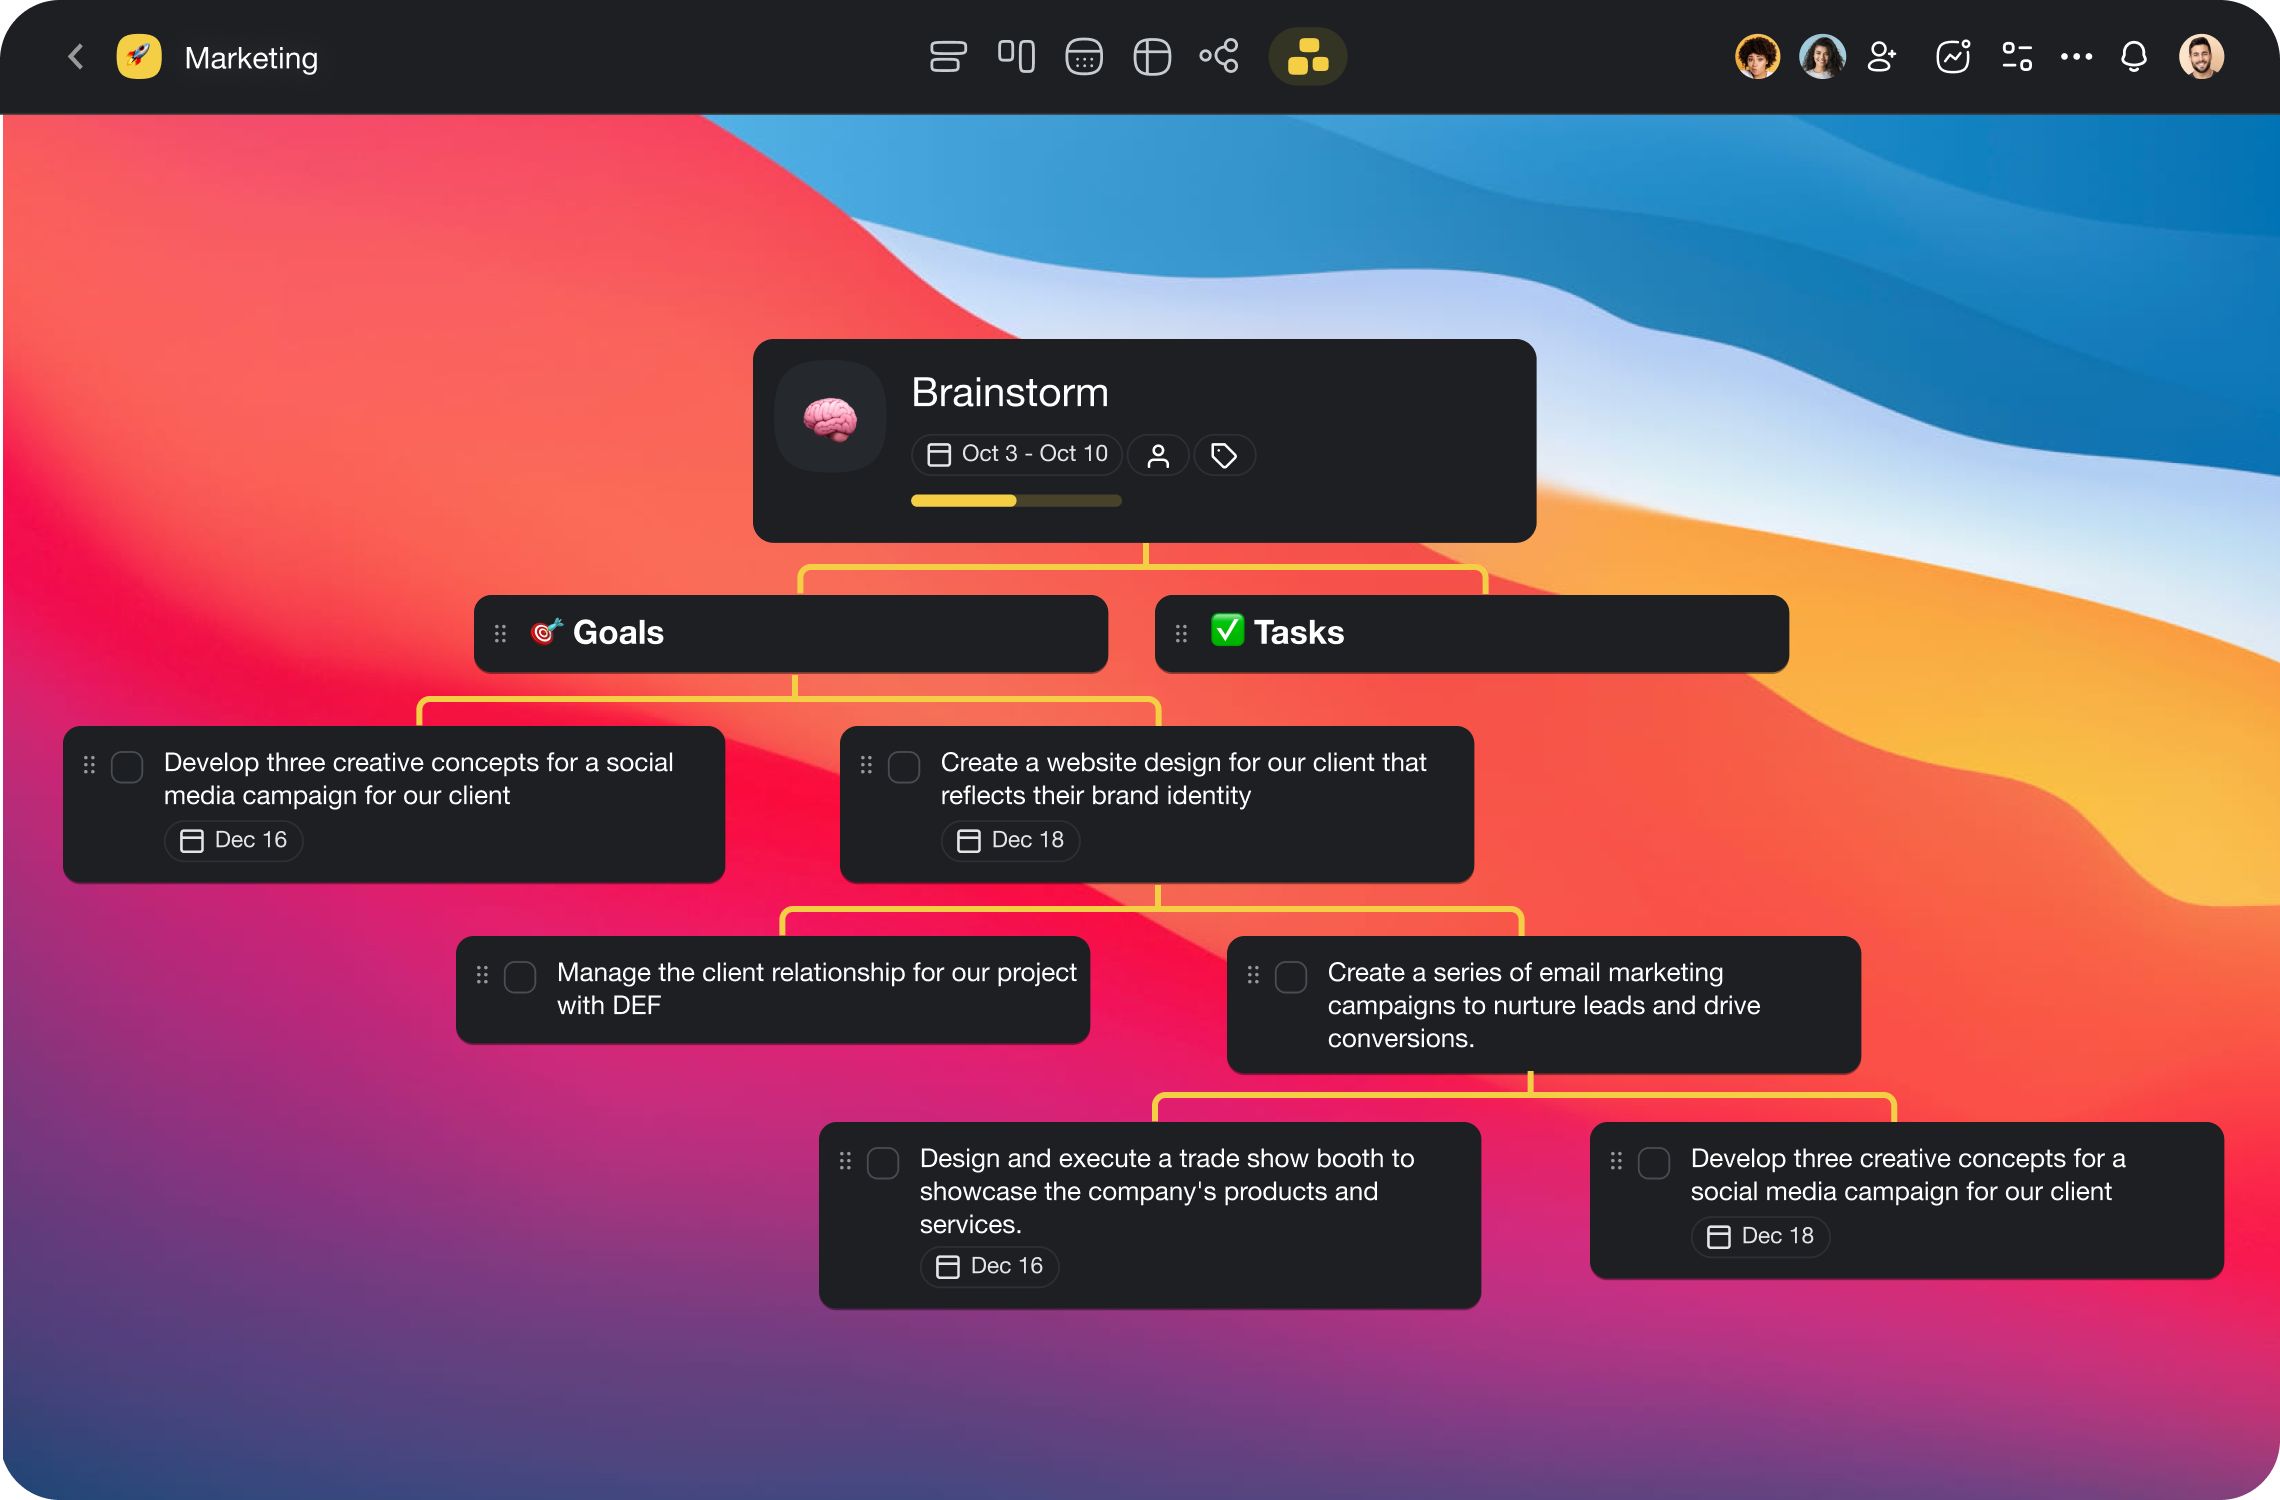 Marketing
Brainstorm
Oct 3 - Oct 10
Goals
Tasks
Develop three creative concepts for a social
media campaign for our client
Dec 16
Create a website design for our client that
reflects their brand identity
Dec 18
Manage the client relationship for our project
with DEF
Create a series of email marketing
campaigns to nurture leads and drive
conversions.
Design and execute a trade show booth to
showcase the company's products and
services.
Dec 16
Develop three creative concepts for a
social media campaign for our client
Dec 18